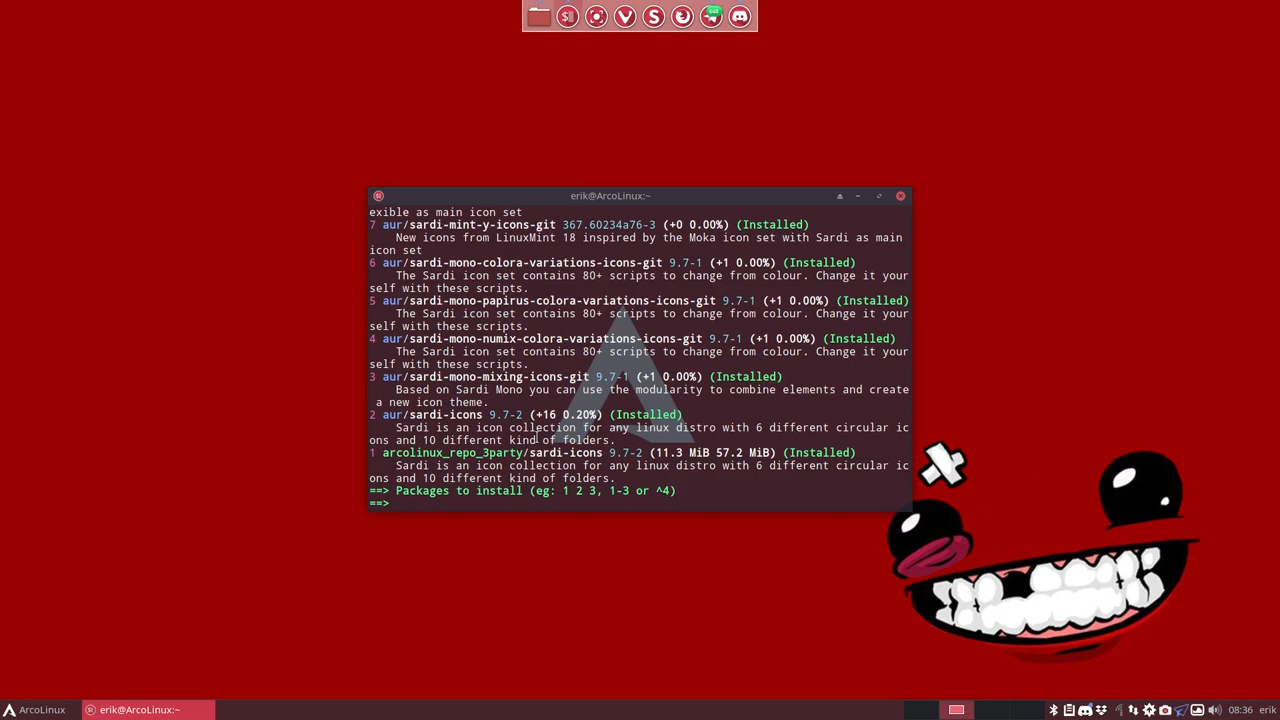 erik@ArcoLinux:~
exible as main icon set
7 aur/sardi-mint-y-icons-git 367.60234a76-3 (+0 0.00%) (Installed)
New icons from LinuxMint 18 inspired by the Moka icon set with Sardi as main
icon set
6 aur/sardi-mono-colora-variations-icons-git 9.7-1 (+1 0.00%) (Installed)
The Sardi icon set contains 80+ scripts to change from colour. Change it your
self with these scripts.
5 aur/sardi-mono-papirus-colora-variations-icons-git 9.7-1 (+1 0.00%) (Installed)
The Sardi icon set contains 80+ scripts to change from colour. Change it your
self with these scripts.
4 aur/sardi-mono-numix-colora-variations-icons-git 9.7-1 (+1 0.00%) (Installed)
The Sardi icon set contains 80+ scripts to change from colour. Change it your
self with these scripts.
3 aur/sardi-mono-mixing-icons-git 9.7-1 (+1 0.00%) (Installed)
Based on Sardi Mono you can use the modularity to combine elements and create
a new icon theme.
2 aur/sardi-icons 9.7-2 (+16 0.20%) (Installed)
Sardi is an icon collection for any linux distro with 6 different circular ic
ons and 10 different kind of folders.
1 arcolinux_repo_3party/sardi-icons 9.7-2 (11.3 MiB 57.2 MiB) (Installed)
Sardi is an icon collection for any linux distro with 6 different circular ic
ons and 10 different kind of folders.
==> Packages to install (eg: 1 2 3, 1-3 or ^4)
==>
ArcoLinux
erik@ArcoLinux:~
08:36 erik